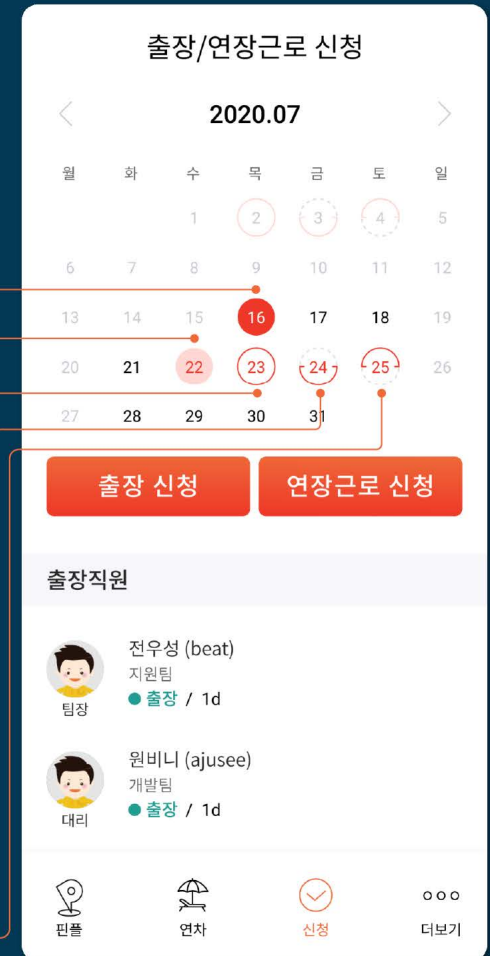 출장/연장근로 신청
2020.07
월 화 수 목 금 토 일
1 2 3 4 5
6 7 8 9 10 11 12
13 14 15 16 17 18 19
20 21 22 23 24 25 26
27 28 29 30 31
출장 신청 연장근로 신청
출장직원
전우성 (beat)
지원팀
팀장
출장 / 1d
원비니 (ajusee)
개발팀
대리
출장 / 1d
핀플 연차 신청 더보기